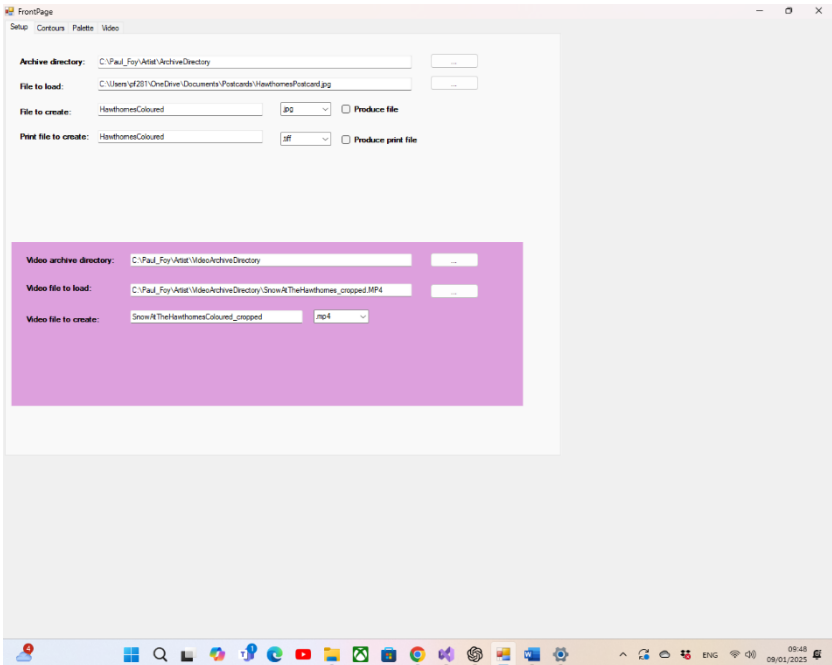 FrontPage
Setup Contours Palette Video
Archive directory: C:\Paul_Foy\Artist\ArchiveDirectory ...
File to load: C:\Users\pf281\OneDrive\Documents\Postcards\HawthornesPostcard.jpg ...
File to create: HawthornesColoured .jpg Produce file
Print file to create: HawthornesColoured .tiff Produce print file
Video archive directory: C:\Paul_Foy\Artist\VideoArchiveDirectory ...
Video file to load: C:\Paul_Foy\Artist\VideoArchiveDirectory\SnowAtTheHawthornes_cropped.MP4 ...
Video file to create: SnowAtTheHawthornesColoured_cropped .mp4
4 1 ENG 09:48
09/01/2025